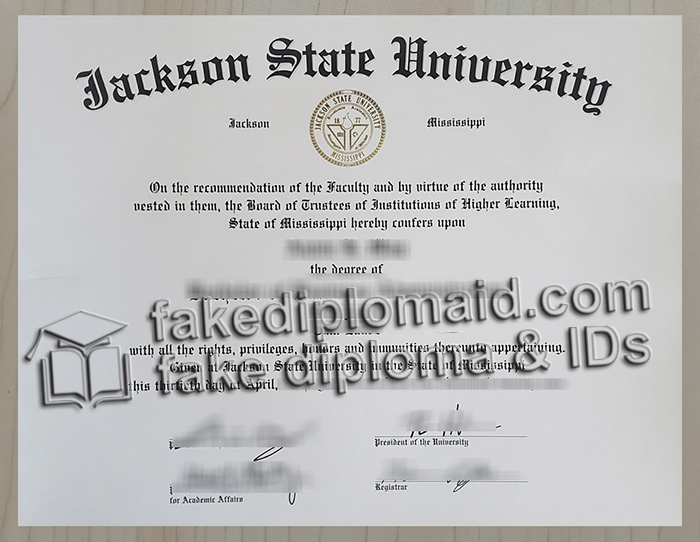 Jackson State University
Jackson
Mississippi
JACKSON STATE UNIVERSITY
1877
MISSISSIPPI
On the recommendation of the Faculty and by virtue of the authority
vested in them, the Board of Trustees of Institutions of Higher Learning,
State of Mississippi hereby confers upon
the degree of
fakediplomaid.com
with all the rights, privileges, honors and immunities thereunto appertaining.
fake diploma & IDs
Given at Jackson State University in the State of Mississippi
this thirtieth day of April,
President of the University
for Academic Affairs
Registrar